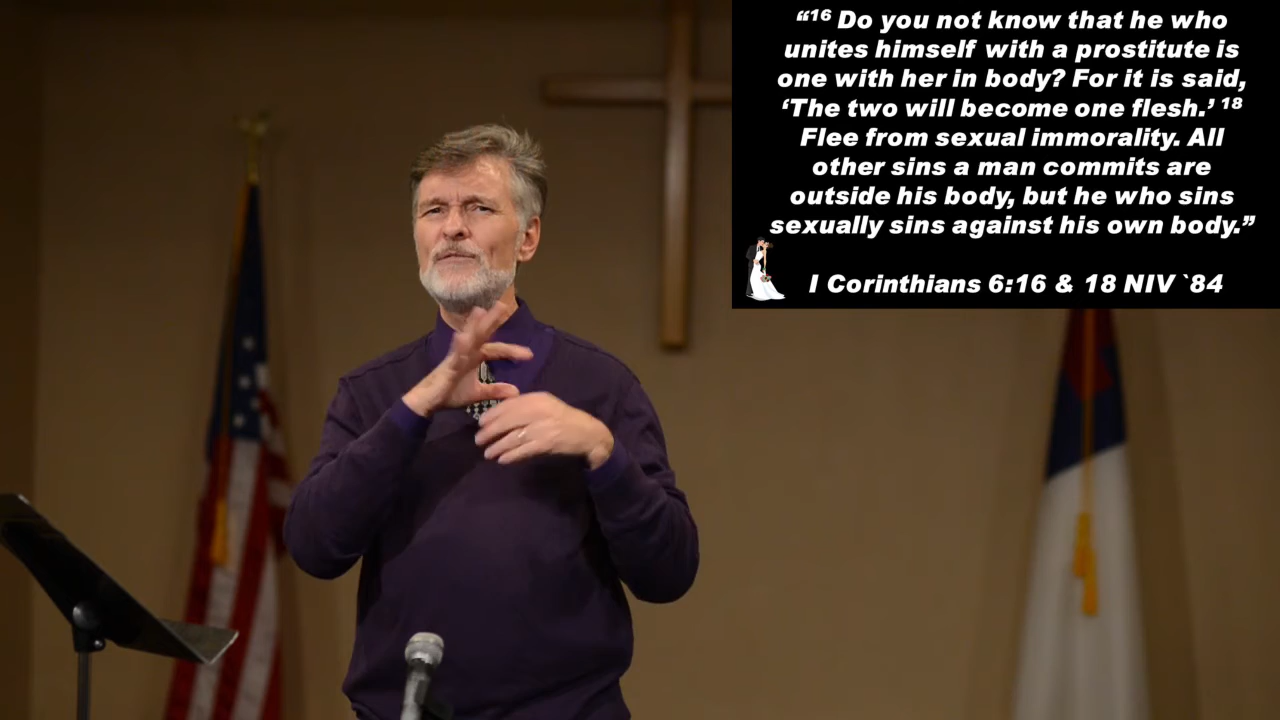 “¹⁶ Do you not know that he who
unites himself with a prostitute is
one with her in body? For it is said,
‘The two will become one flesh.’ ¹⁸
Flee from sexual immorality. All
other sins a man commits are
outside his body, but he who sins
sexually sins against his own body.”
I Corinthians 6:16 & 18 NIV `84